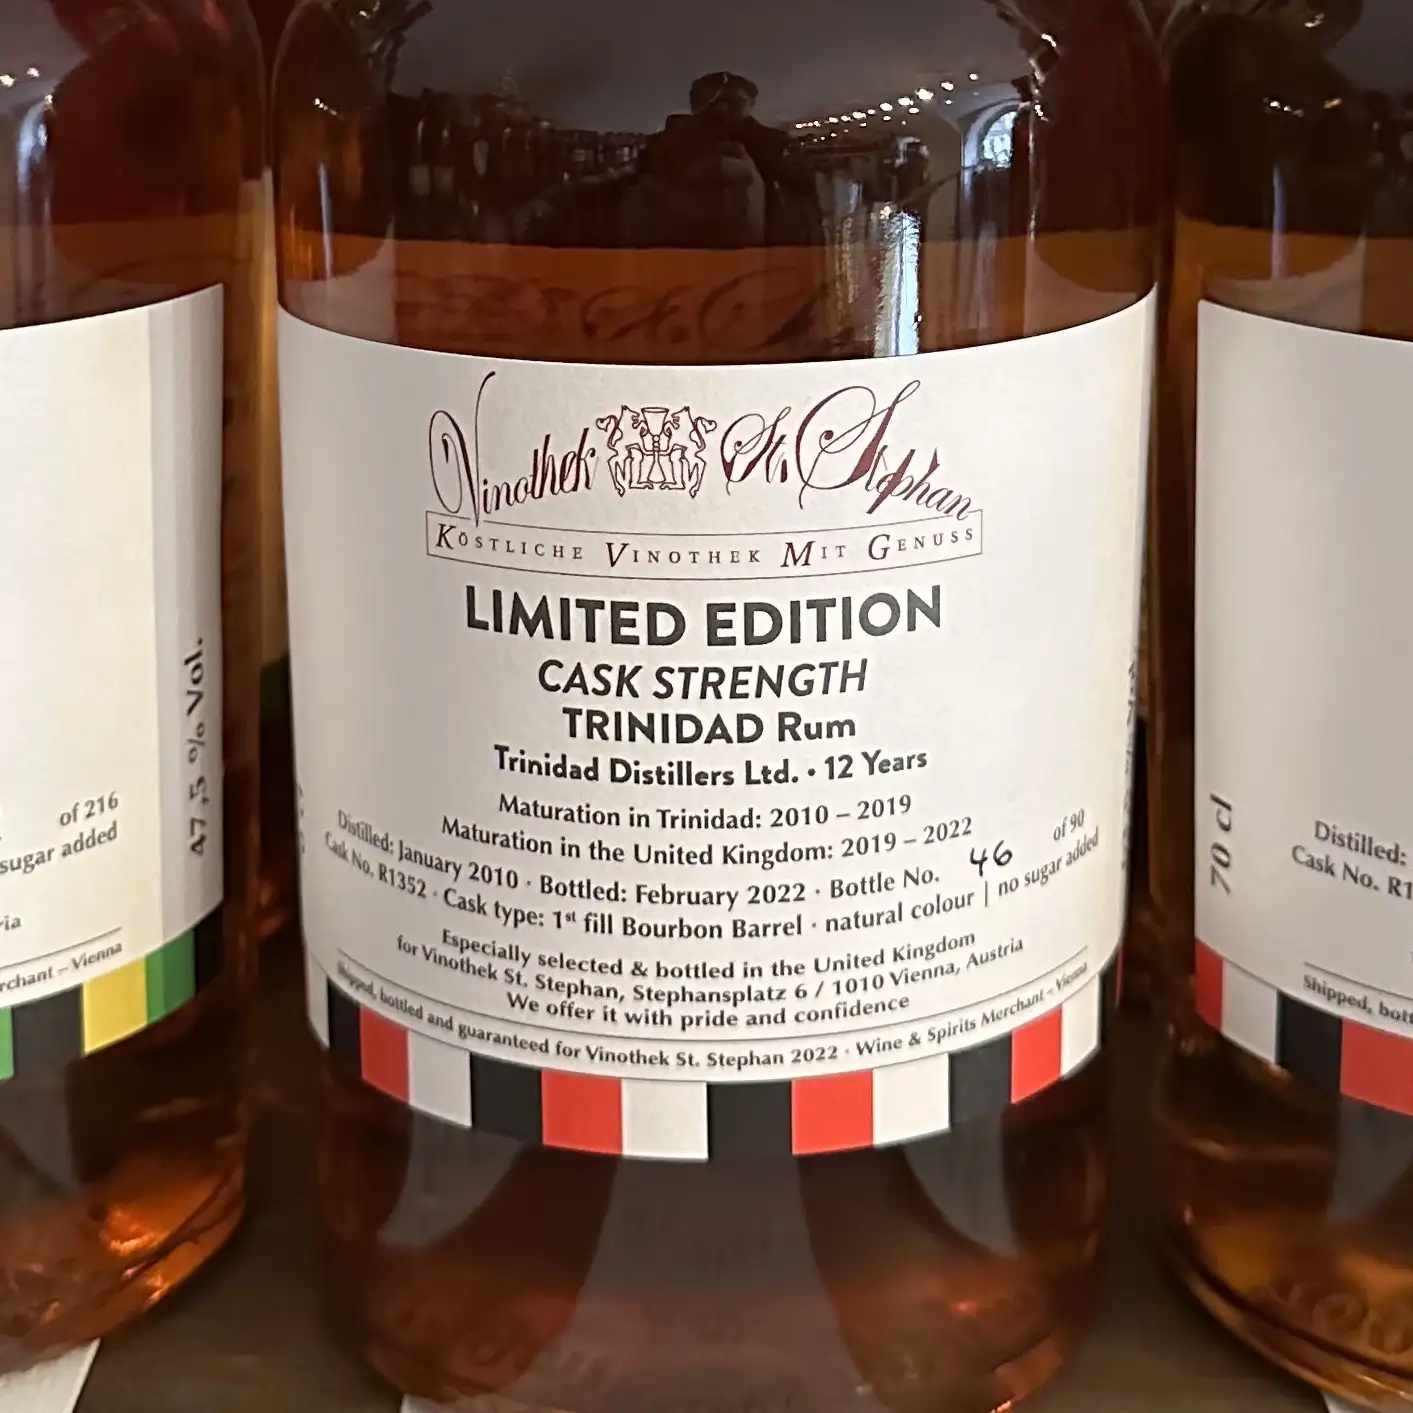 Vinothek St. Stephan
KÖSTLICHE VINOTHEK MIT GENUSS
LIMITED EDITION
CASK STRENGTH
TRINIDAD Rum
Trinidad Distillers Ltd. • 12 Years
Maturation in Trinidad: 2010 – 2019
Maturation in the United Kingdom: 2019 – 2022
Distilled: January 2010 · Bottled: February 2022 · Bottle No. 46 of 90
Cask No. R1352 · Cask type: 1st fill Bourbon Barrel · natural colour | no sugar added
Especially selected & bottled in the United Kingdom
for Vinothek St. Stephan, Stephansplatz 6 / 1010 Vienna, Austria
We offer it with pride and confidence
Shipped, bottled and guaranteed for Vinothek St. Stephan 2022 · Wine & Spirits Merchant – Vienna
of 216
sugar added
47,5 % Vol.
– Vienna
70 cl
Distilled:
Cask No.
Shipped,